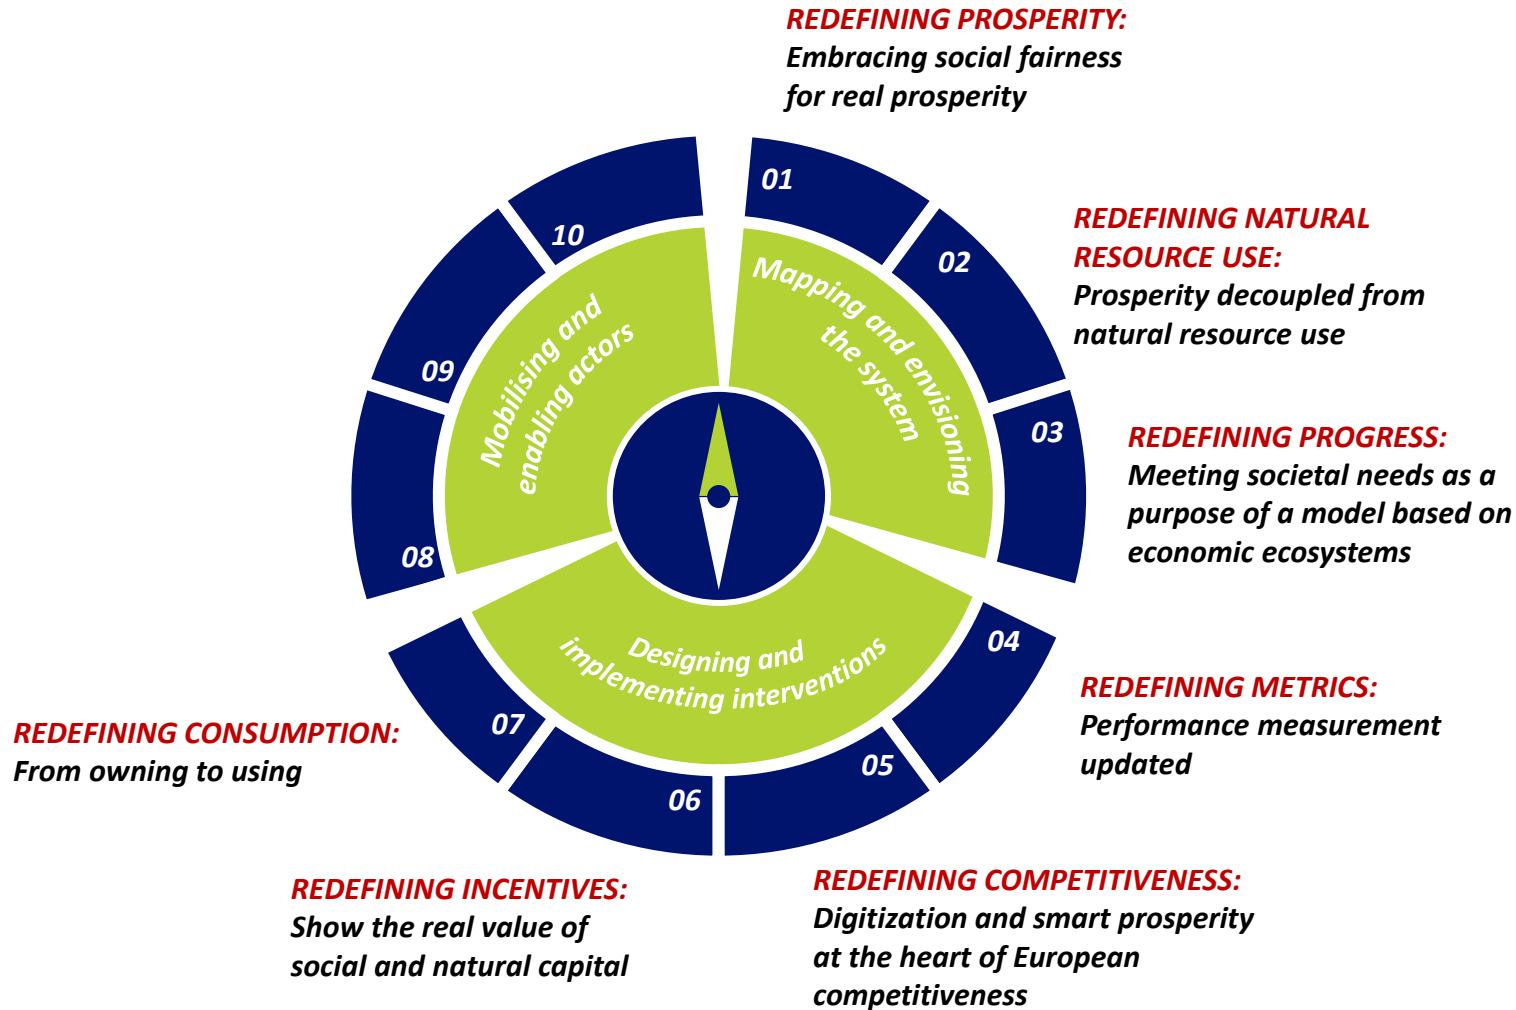 REDEFINING PROSPERITY:
Embracing social fairness
for real prosperity
01
10
REDEFINING NATURAL
RESOURCE USE:
Prosperity decoupled from
natural resource use
02
Mapping and envisioning
the system
Mobilising and
enabling actors
09
03
REDEFINING PROGRESS:
Meeting societal needs as a
purpose of a model based on
economic ecosystems
08
04
Designing and
implementing interventions
REDEFINING METRICS:
Performance measurement
updated
07
REDEFINING CONSUMPTION:
From owning to using
05
06
REDEFINING COMPETITIVENESS:
Digitization and smart prosperity
at the heart of European
competitiveness
REDEFINING INCENTIVES:
Show the real value of
social and natural capital